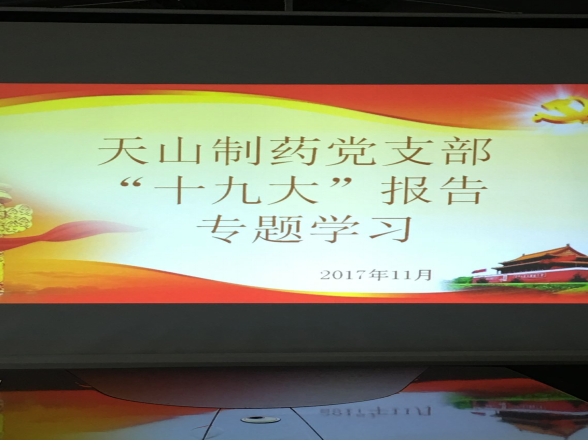 天山制药党支部
“十九大”报告
专题学习
2017年11月